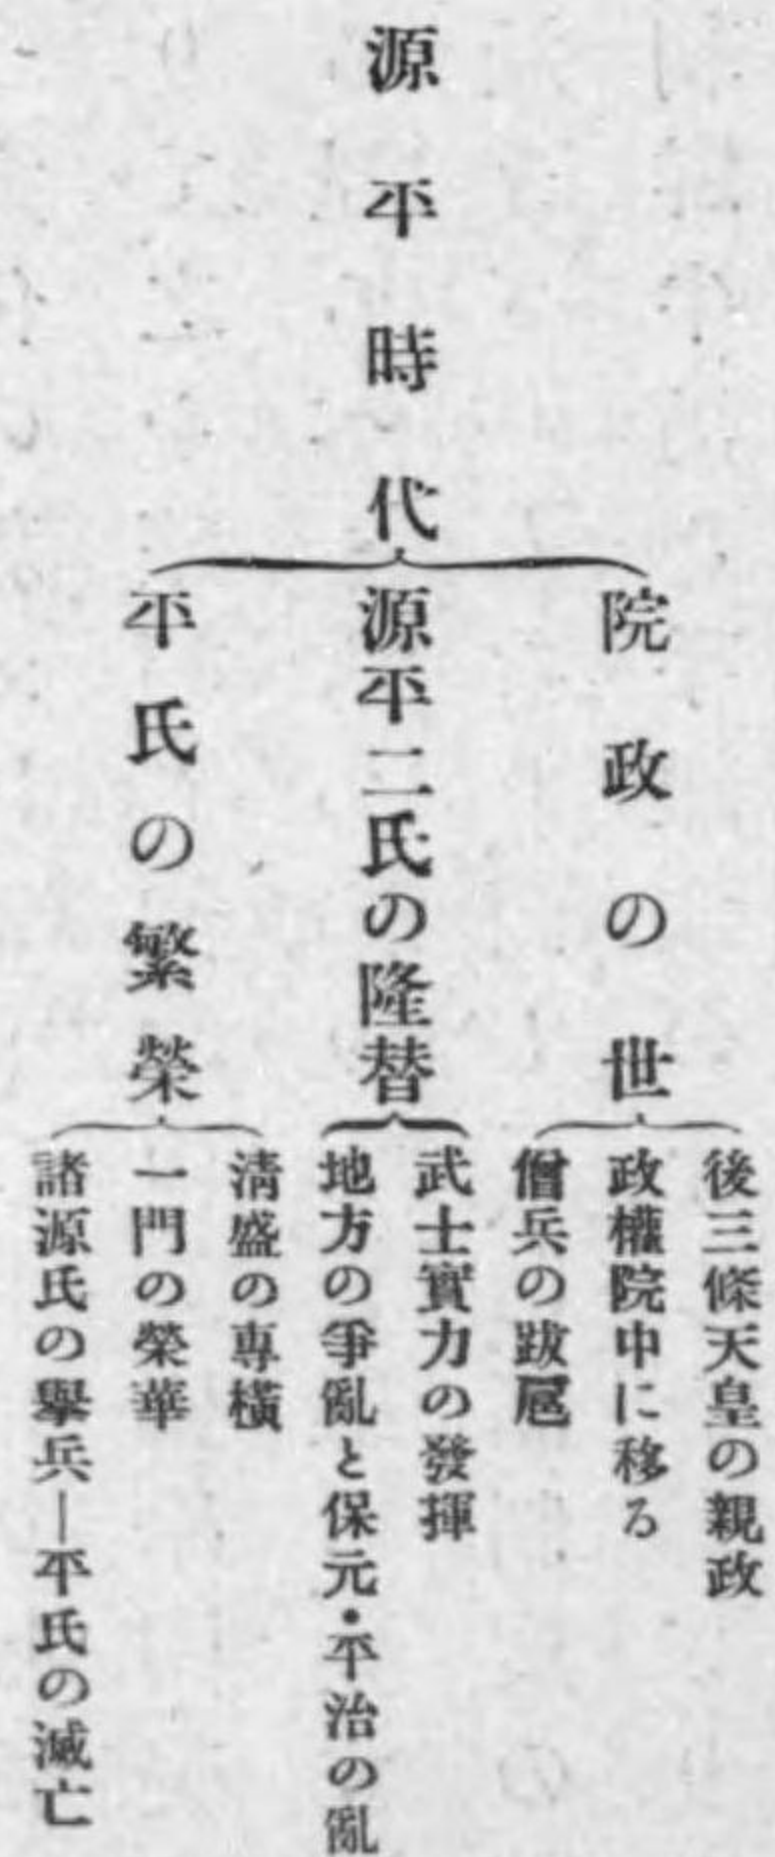 源平時代
院政の世
後三條天皇の親政
政權院中に移る
僧兵の跋扈
源平二氏の隆替
武士實力の發揮
地方の爭亂と保元・平治の亂
平氏の繁榮
淸盛の專橫
一門の榮華
諸源氏の擧兵―平氏の滅亡